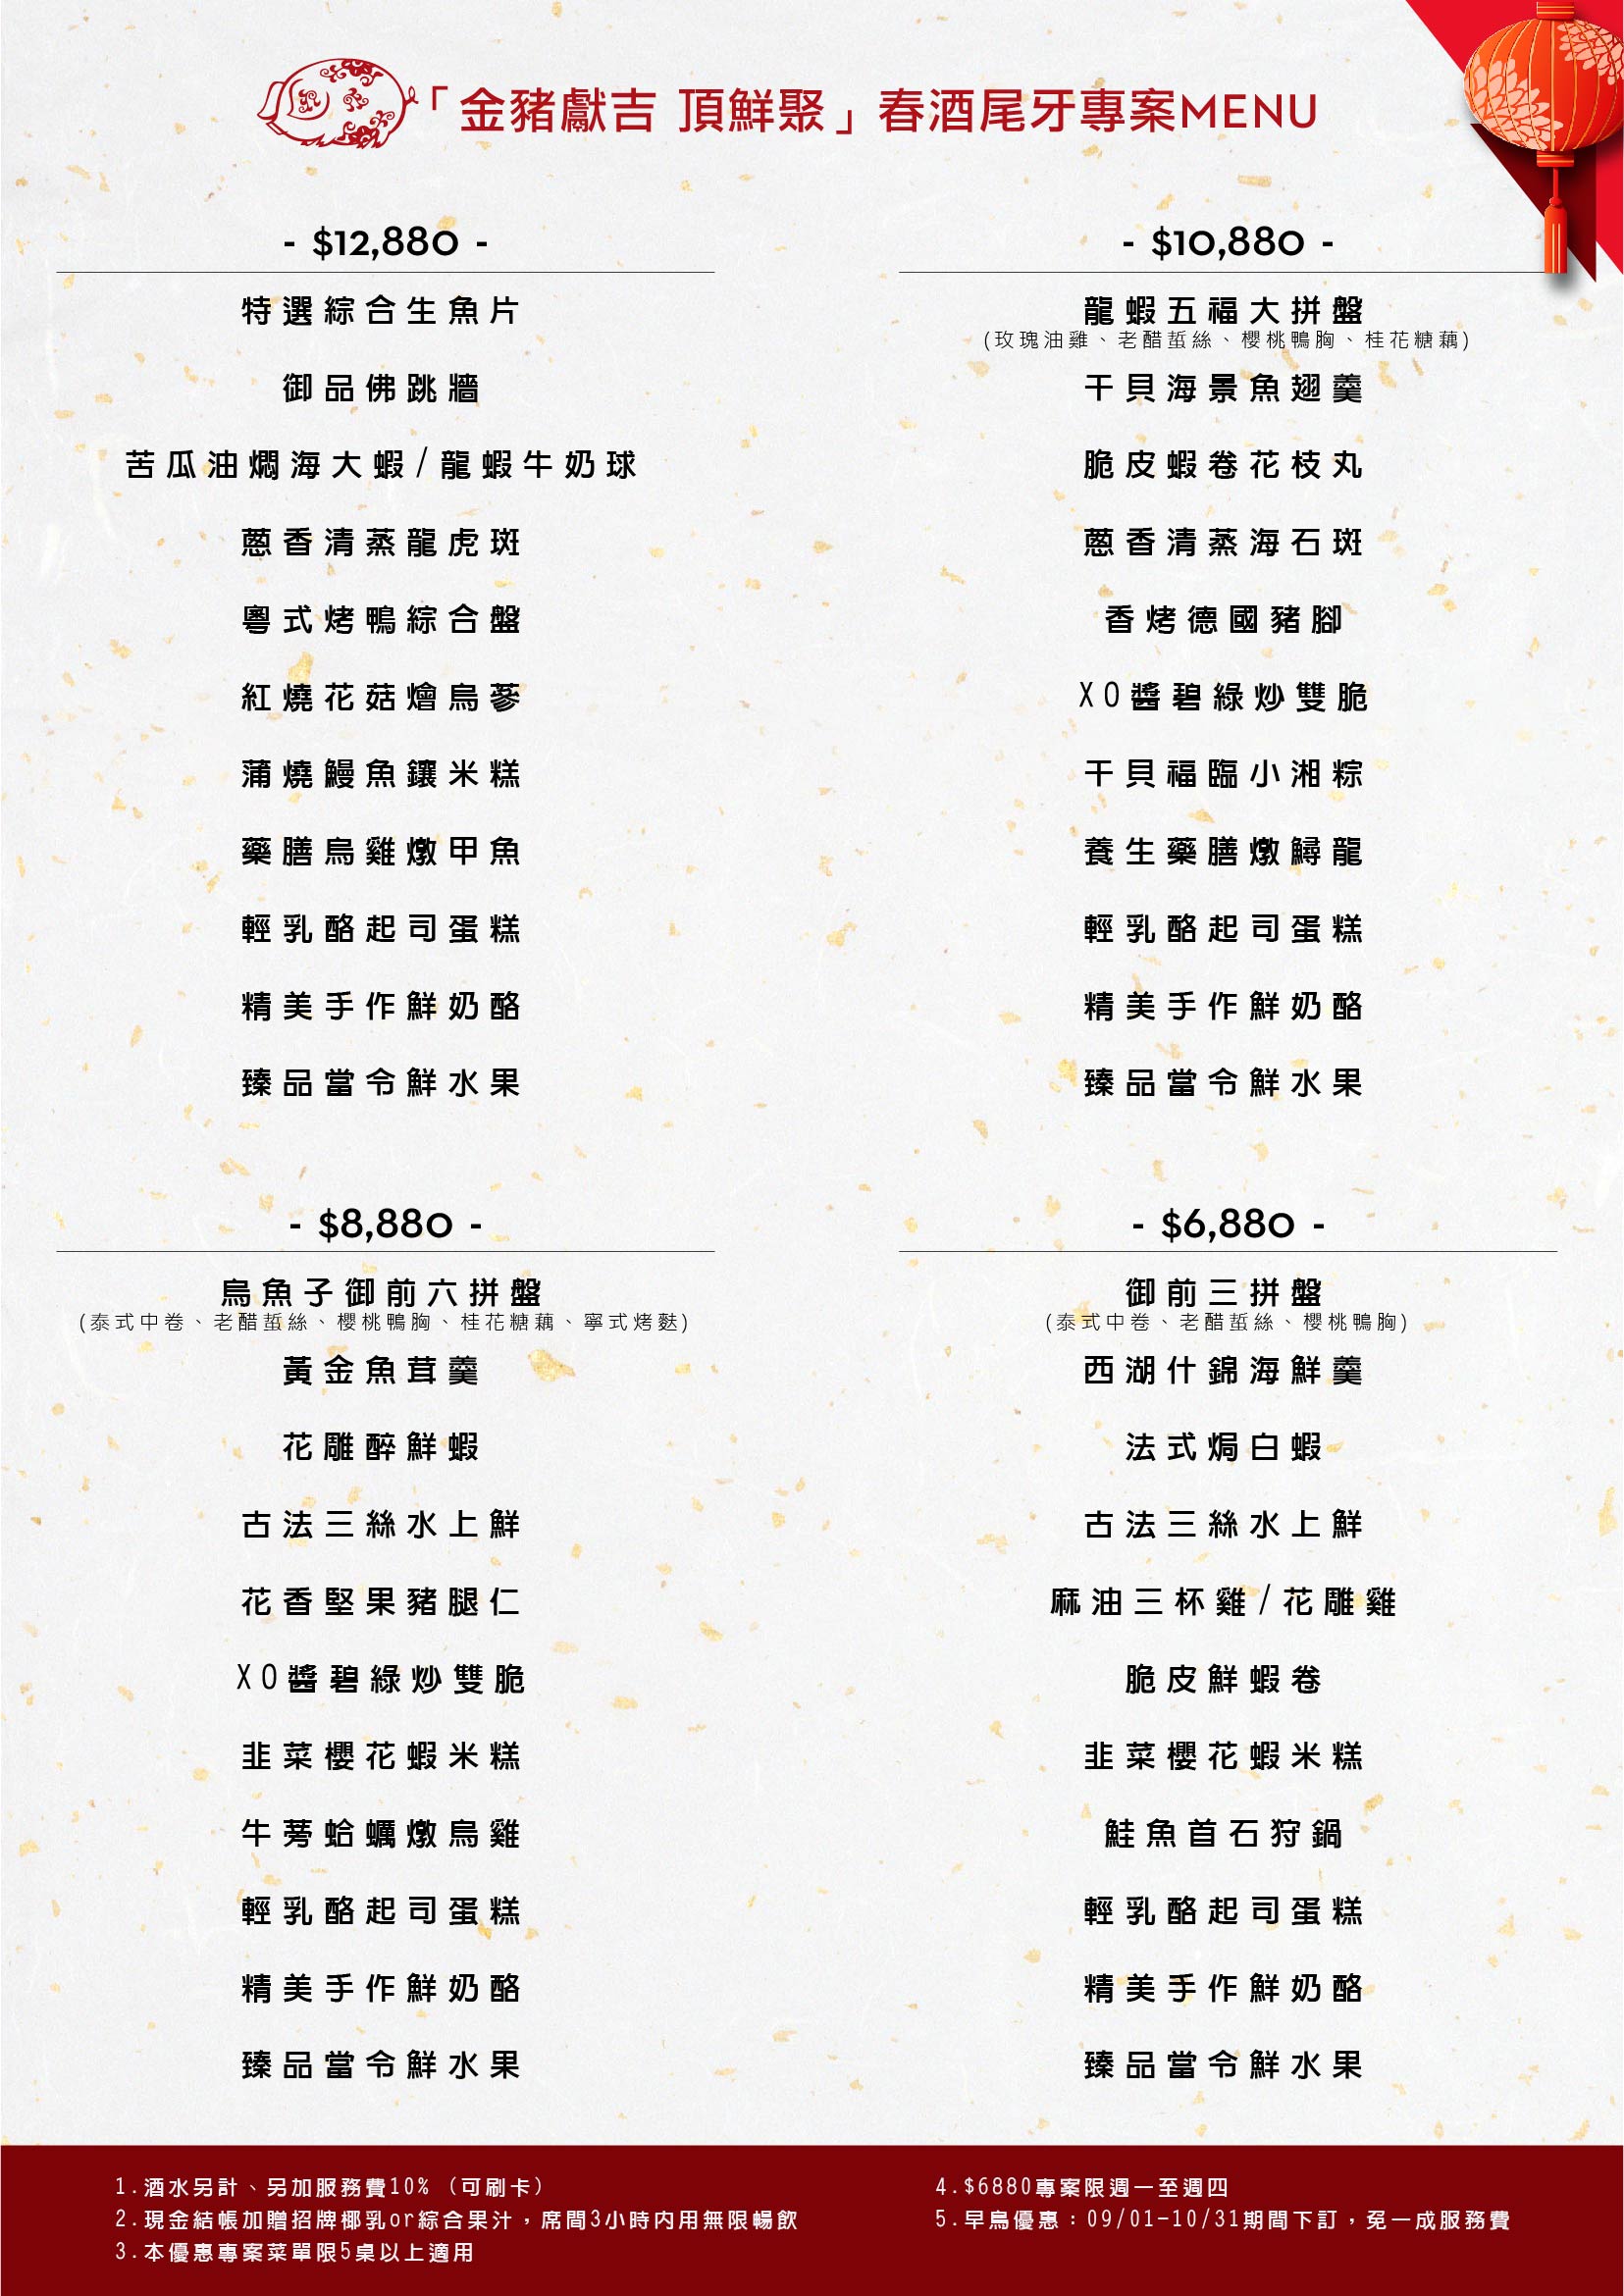 「金豬獻吉 頂鮮聚」春酒尾牙專案MENU
- $12,880 -
特選綜合生魚片
御品佛跳牆
苦瓜油燜海大蝦/龍蝦牛奶球
蔥香清蒸龍虎斑
粵式烤鴨綜合盤
紅燒花菇燴烏蔘
蒲燒鰻魚鑲米糕
藥膳烏雞燉甲魚
輕乳酪起司蛋糕
精美手作鮮奶酪
臻品當令鮮水果
- $10,880 -
龍蝦五福大拼盤
(玫瑰油雞、老醋蜇絲、櫻桃鴨胸、桂花糖藕)
干貝海景魚翅羹
脆皮蝦卷花枝丸
蔥香清蒸海石斑
香烤德國豬腳
XO醬碧綠炒雙脆
干貝福臨小湘粽
養生藥膳燉鱘龍
輕乳酪起司蛋糕
精美手作鮮奶酪
臻品當令鮮水果
- $8,880 -
烏魚子御前六拼盤
(泰式中卷、老醋蜇絲、櫻桃鴨胸、桂花糖藕、寧式烤麩)
黃金魚茸羹
花雕醉鮮蝦
古法三絲水上鮮
花香堅果豬腿仁
XO醬碧綠炒雙脆
韭菜櫻花蝦米糕
牛蒡蛤蠣燉烏雞
輕乳酪起司蛋糕
精美手作鮮奶酪
臻品當令鮮水果
- $6,880 -
御前三拼盤
(泰式中卷、老醋蜇絲、櫻桃鴨胸)
西湖什錦海鮮羹
法式焗白蝦
古法三絲水上鮮
麻油三杯雞/花雕雞
脆皮鮮蝦卷
韭菜櫻花蝦米糕
鮭魚首石狩鍋
輕乳酪起司蛋糕
精美手作鮮奶酪
臻品當令鮮水果
1.酒水另計、另加服務費10% (可刷卡)
2.現金結帳加贈招牌椰乳or綜合果汁，席間3小時內用無限暢飲
3.本優惠專案菜單限5桌以上適用
4.$6880專案限週一至週四
5.早鳥優惠：09/01-10/31期間下訂，免一成服務費